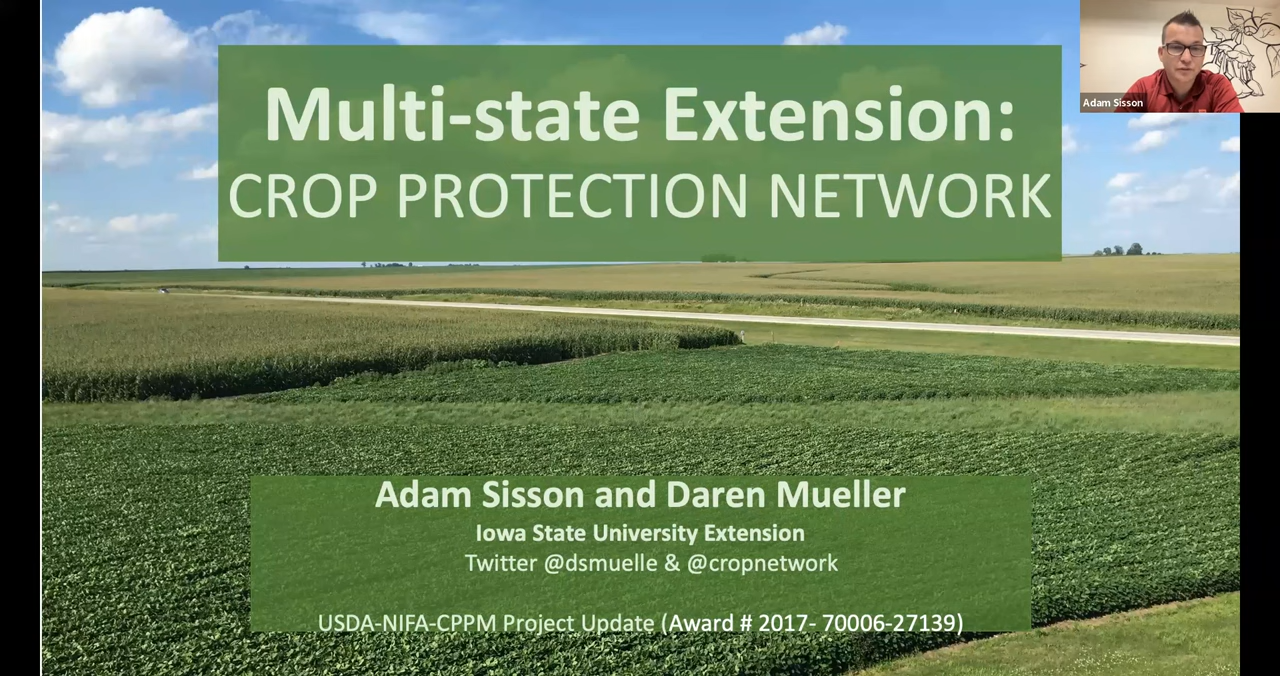 Multi-state Extension:
CROP PROTECTION NETWORK
Adam Sisson
Adam Sisson and Daren Mueller
Iowa State University Extension
Twitter @dsmuelle & @cropnetwork
USDA-NIFA-CPPM Project Update (Award # 2017- 70006-27139)